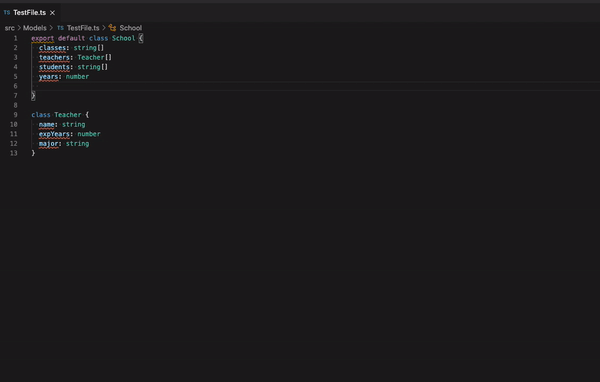 TS TestFile.ts ×
src > Models > TS TestFile.ts > School
1 export default class School {
2 classes: string[]
3 teachers: Teacher[]
4 students: string[]
5 years: number
6
7 }
8
9 class Teacher {
10 name: string
11 expYears: number
12 major: string
13 }